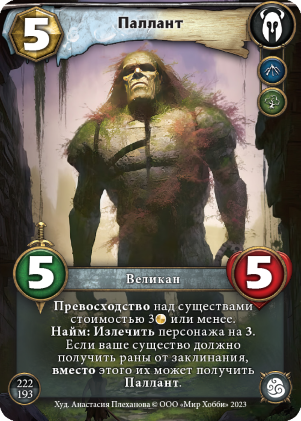 5
Паллант
5
Великан
5
Превосходство над существами
стоимостью 3 или менее.
Найм: Излечить персонажа на 3.
Если ваше существо должно
получить раны от заклинания,
вместо этого их может получить
Паллант.
222
193
Худ. Анастасия Плеханова © ООО «Мир Хобби» 2023